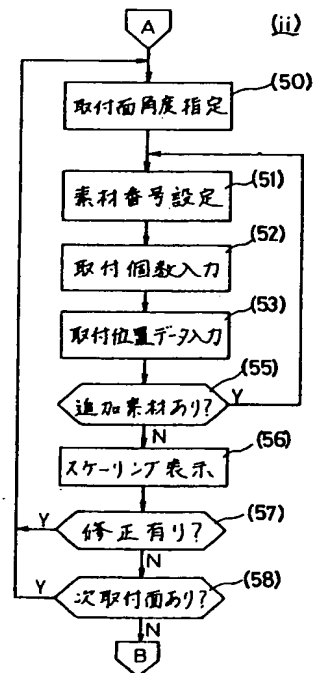 A
(ii)
(50)
取付面角度指定
(51)
素材番号設定
(52)
取付個数入力
(53)
取付位置データ入力
(55)
追加素材あり?
Y
N
(56)
スケーリング表示
(57)
Y
修正有り?
N
(58)
Y
次取付面あり?
N
B